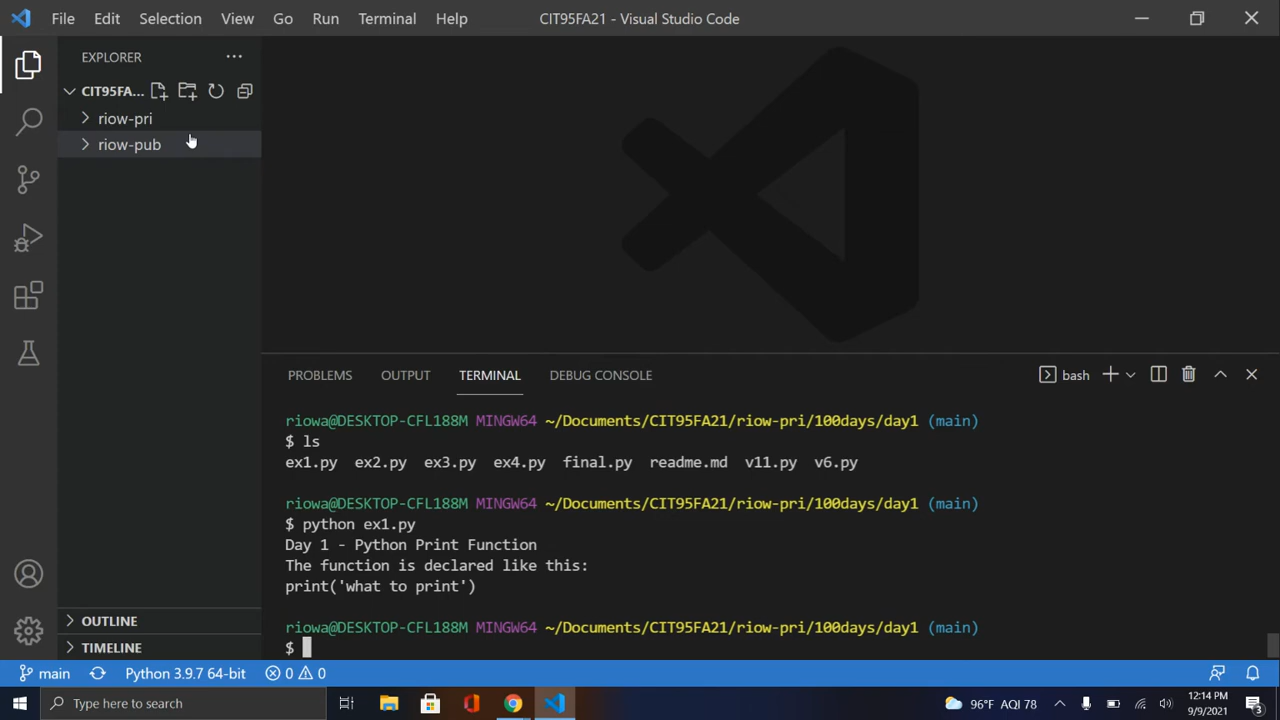 File Edit Selection View Go Run Terminal Help CIT95FA21 - Visual Studio Code
EXPLORER
CIT95FA...
riow-pri
riow-pub
PROBLEMS OUTPUT TERMINAL DEBUG CONSOLE bash
riowa@DESKTOP-CFL188M MINGW64 ~/Documents/CIT95FA21/riow-pri/100days/day1 (main)
$ ls
ex1.py ex2.py ex3.py ex4.py final.py readme.md v11.py v6.py
riowa@DESKTOP-CFL188M MINGW64 ~/Documents/CIT95FA21/riow-pri/100days/day1 (main)
$ python ex1.py
Day 1 - Python Print Function
The function is declared like this:
print('what to print')
riowa@DESKTOP-CFL188M MINGW64 ~/Documents/CIT95FA21/riow-pri/100days/day1 (main)
$
OUTLINE
TIMELINE
main Python 3.9.7 64-bit 0 0
Type here to search 96°F AQI 78 12:14 PM
9/9/2021 3